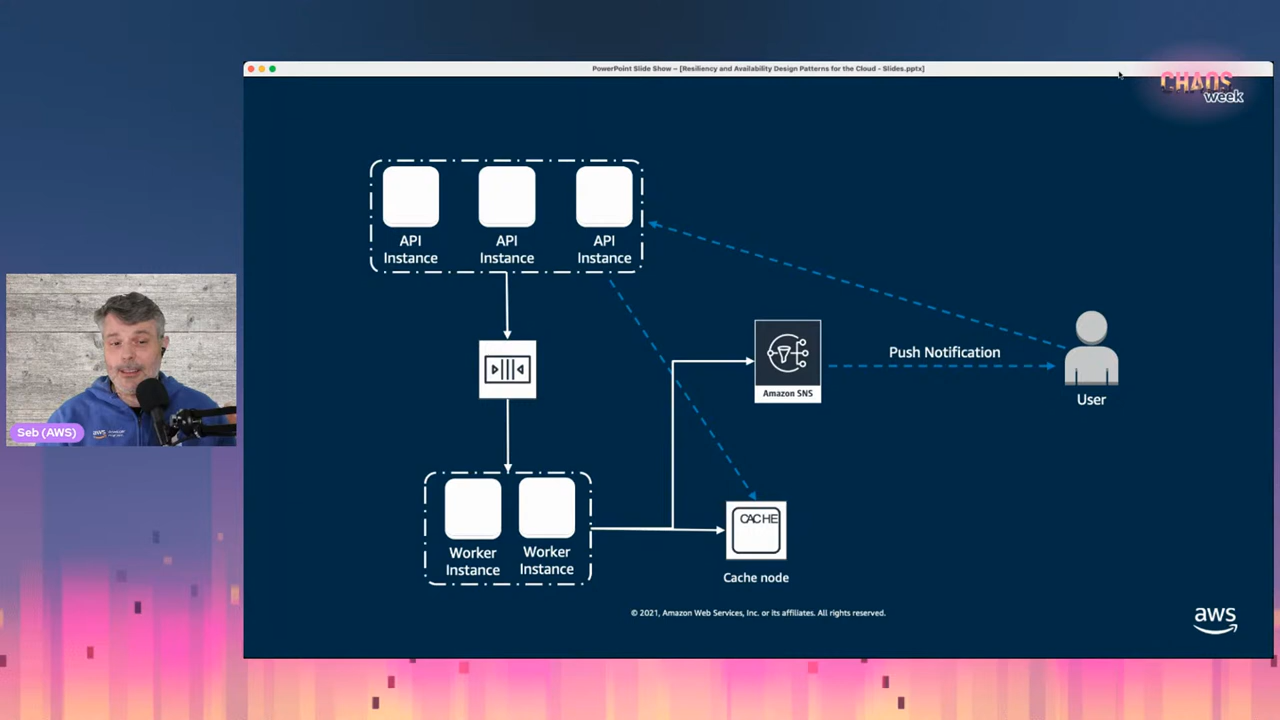 PowerPoint Slide Show – [Resiliency and Availability Design Patterns for the Cloud - Slides.pptx]
CHAOS
week
API
Instance
API
Instance
API
Instance
Push Notification
Amazon SNS
User
aws
Seb (AWS)
Worker
Instance
Worker
Instance
CACHE
Cache node
© 2021, Amazon Web Services, Inc. or its affiliates. All rights reserved.
aws